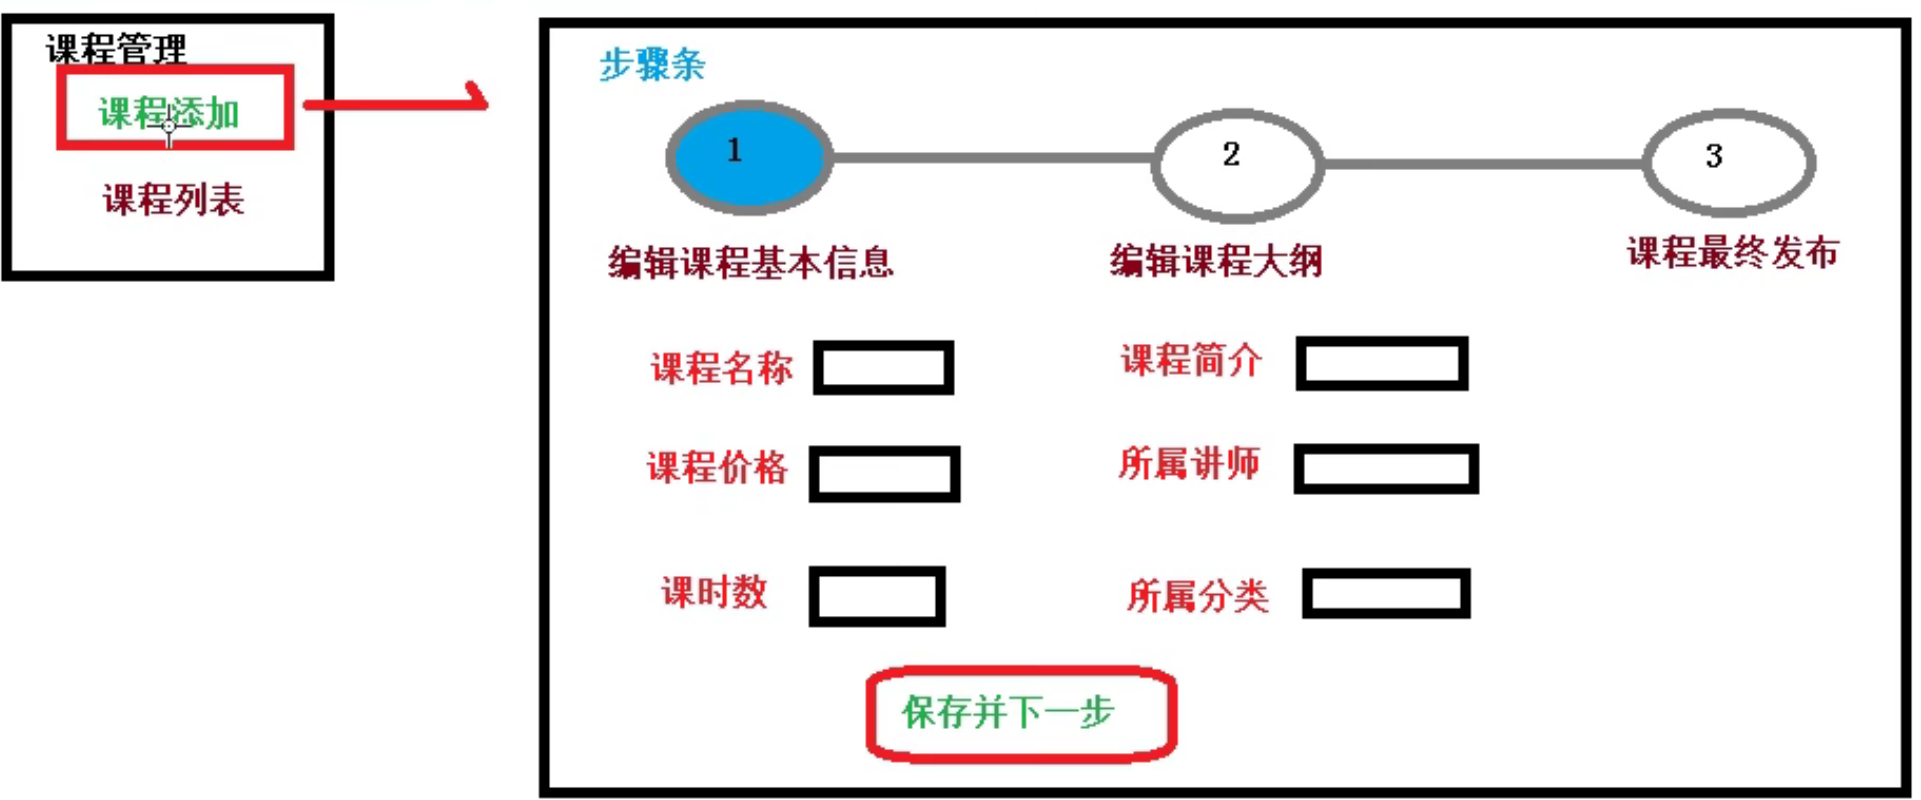 课程管理
课程添加
课程列表
步骤条
1 2 3
编辑课程基本信息 编辑课程大纲 课程最终发布
课程名称 课程简介
课程价格 所属讲师
课时数 所属分类
保存并下一步